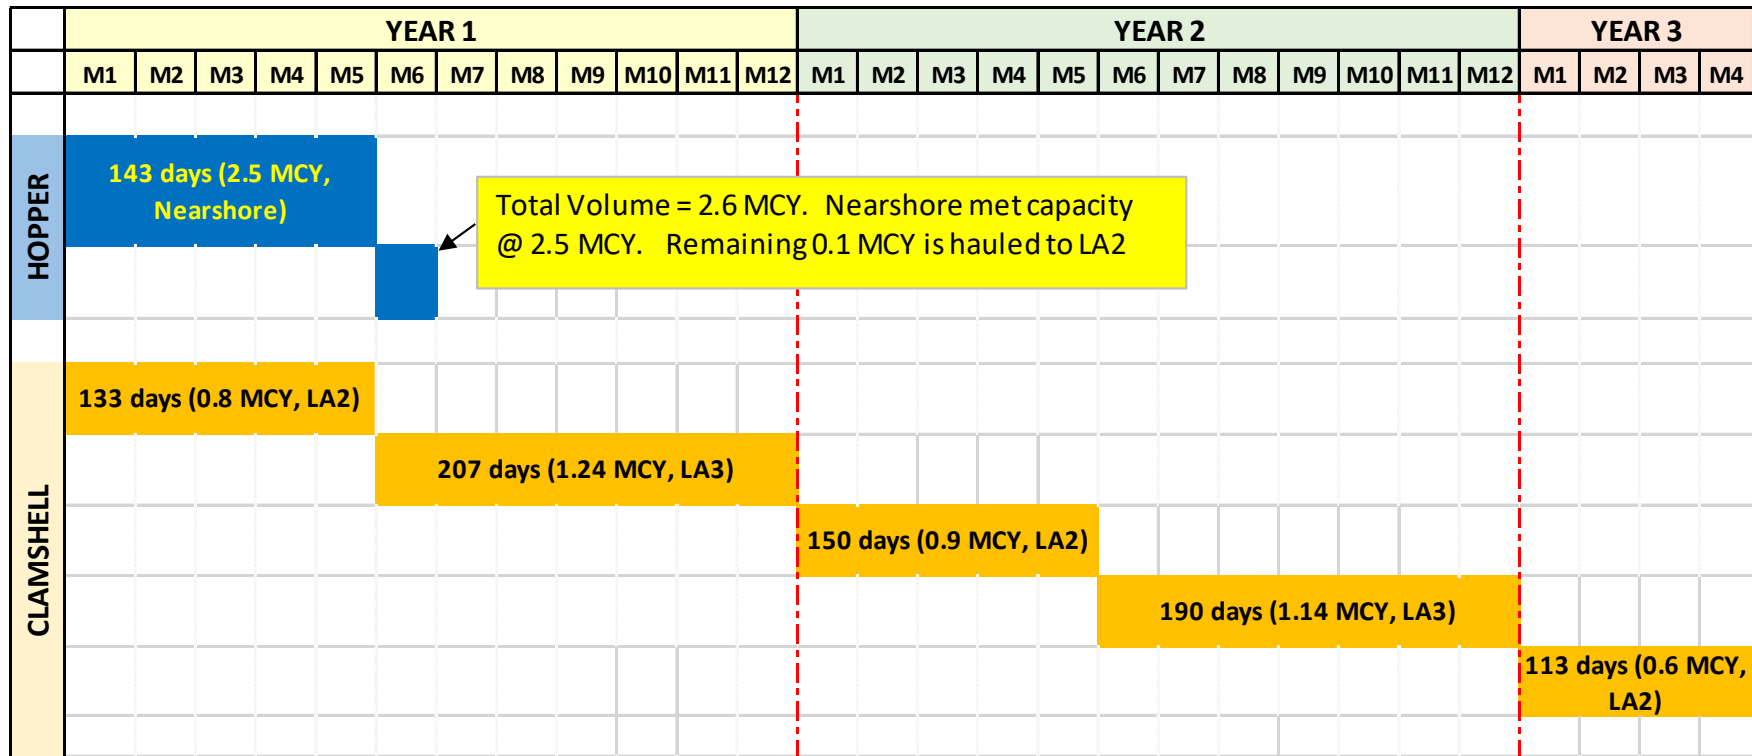 YEAR 1 YEAR 2 YEAR 3
M1 M2 M3 M4 M5 M6 M7 M8 M9 M10 M11 M12 M1 M2 M3 M4 M5 M6 M7 M8 M9 M10 M11 M12 M1 M2 M3 M4
HOPPER
143 days (2.5 MCY,
Nearshore)
Total Volume = 2.6 MCY. Nearshore met capacity
@ 2.5 MCY. Remaining 0.1 MCY is hauled to LA2
CLAMSHELL
133 days (0.8 MCY, LA2)
207 days (1.24 MCY, LA3)
150 days (0.9 MCY, LA2)
190 days (1.14 MCY, LA3)
113 days (0.6 MCY,
LA2)